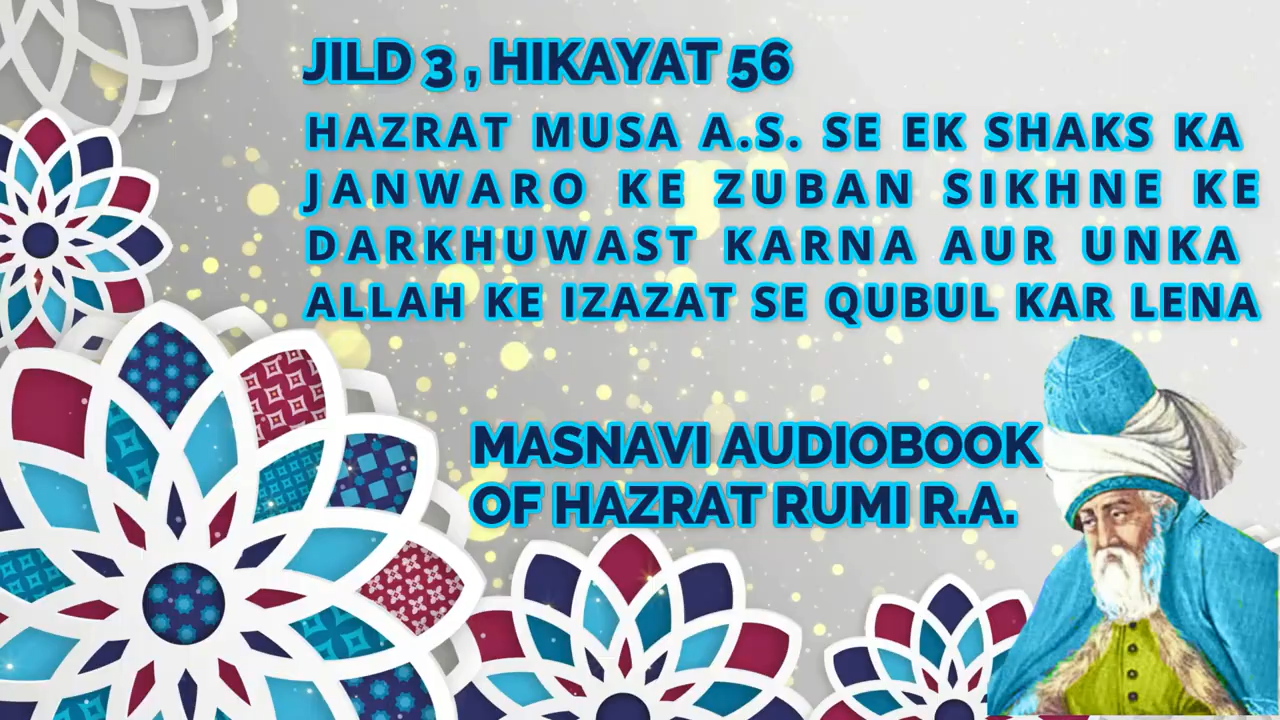 JILD 3 , HIKAYAT 56
HAZRAT MUSA A.S. SE EK SHAKS KA
JANWARO KE ZUBAN SIKHNE KE
DARKHUWAST KARNA AUR UNKA
ALLAH KE IZAZAT SE QUBUL KAR LENA
MASNAVI AUDIOBOOK
OF HAZRAT RUMI R.A.